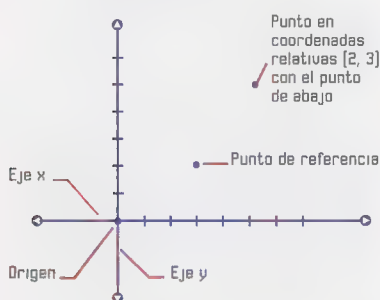 Punto en
coordenadas
relativas (2, 3)
con el punto
de abajo
Punto de referencia
Eje x
Origen
Eje y